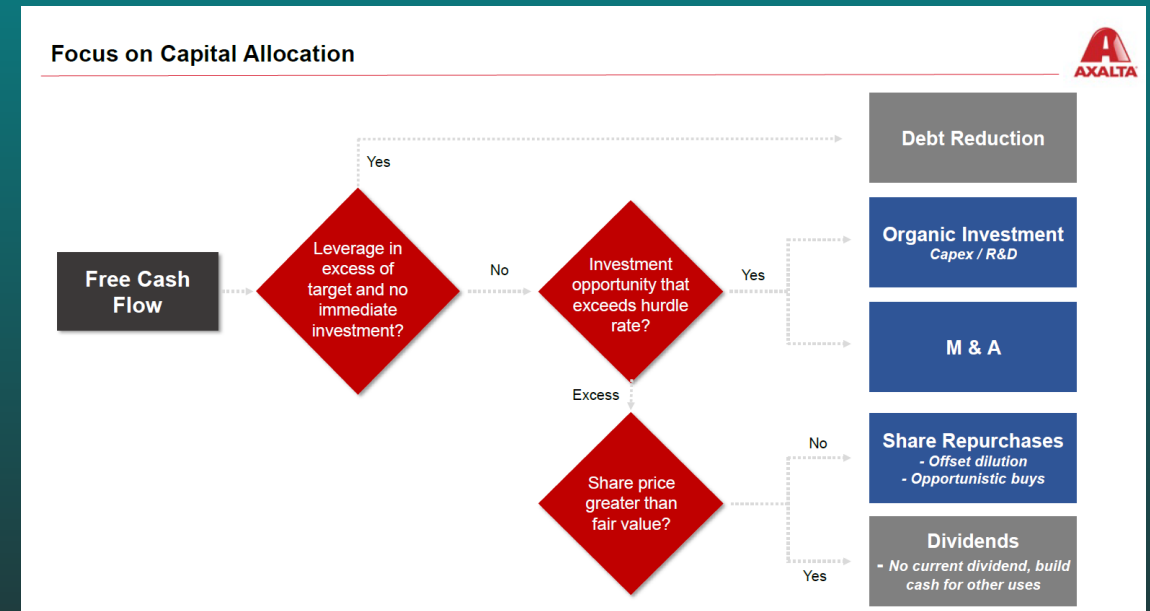 Focus on Capital Allocation
AXALTA
Yes
Debt Reduction
Free Cash
Flow
Leverage in
excess of
target and no
immediate
investment?
No
Investment
opportunity that
exceeds hurdle
rate?
Yes
Organic Investment
Capex / R&D
M & A
Excess
Share price
greater than
fair value?
No
Share Repurchases
- Offset dilution
- Opportunistic buys
Yes
Dividends
- No current dividend, build
cash for other uses